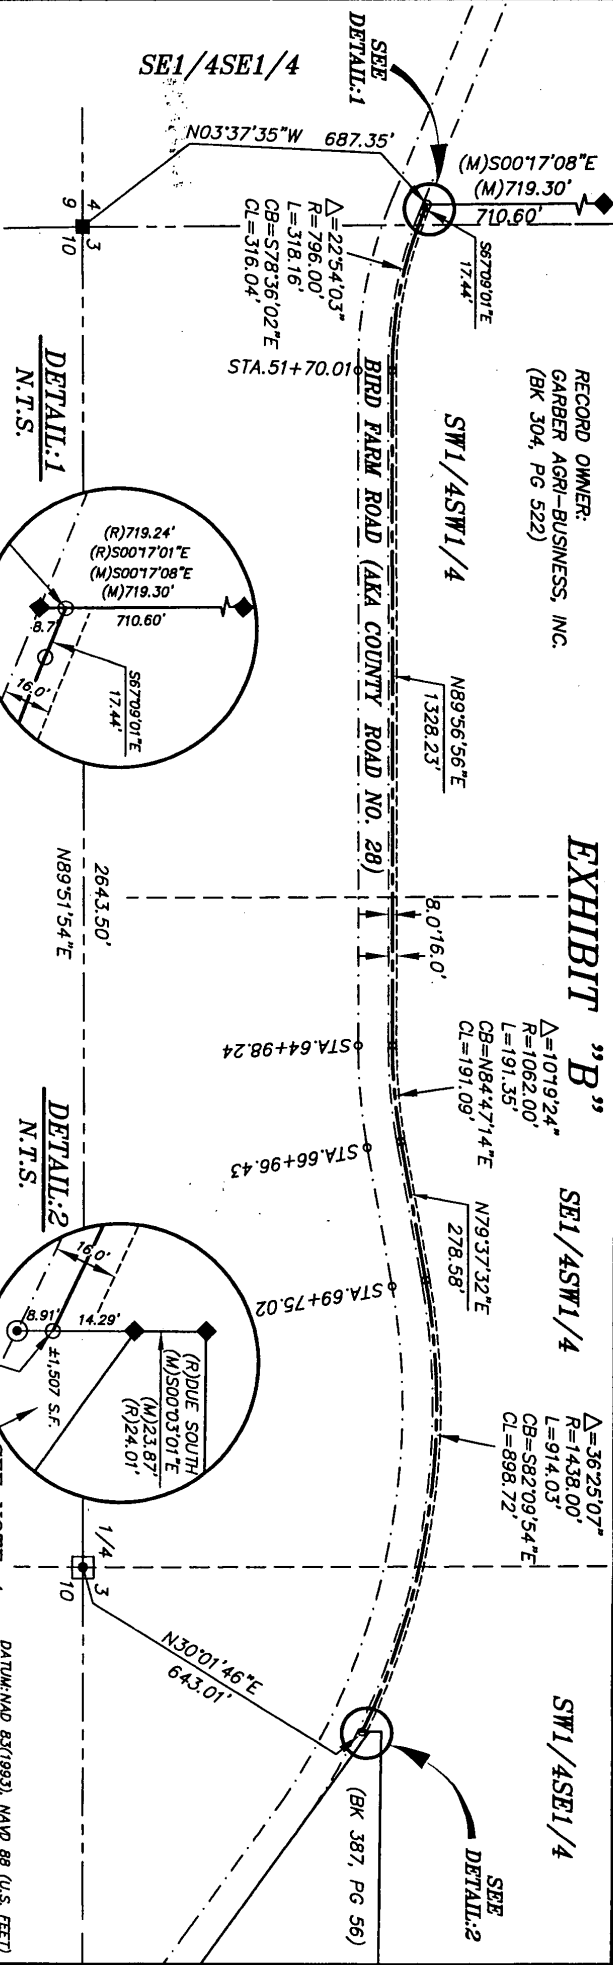 EXHIBIT "B"
RECORD OWNER:
GARBER AGRI-BUSINESS, INC.
(BK 304, PG 522)
SE1/4SE1/4
SW1/4SW1/4
SE1/4SW1/4
SW1/4SE1/4
SEE
DETAIL:1
N03°37'35"W 687.35'
(M)S00°17'08"E
(M)719.30'
710.60'
S67°09'01"E
17.44'
△=22°54'03"
R=796.00'
L=318.16'
CB=S78°36'02"E
CL=316.04'
STA.51+70.01
BIRD FARM ROAD (AKA COUNTY ROAD NO. 28)
N89°56'56"E
1328.23'
8.0'
16.0'
STA.64+98.24
△=10°19'24"
R=1062.00'
L=191.35'
CB=N84°47'14"E
CL=191.09'
STA.66+96.43
N79°37'32"E
278.58'
STA.69+75.02
△=36°25'07"
R=1438.00'
L=914.03'
CB=S82°09'54"E
CL=898.72'
SEE
DETAIL:2
(BK 387, PG 56)
N30°01'46"E
643.01'
4
3
9
10
2643.50'
N89°51'54"E
1/4
3
10
DETAIL:1
N.T.S.
(R)719.24'
(R)S00°17'01"E
(M)S00°17'08"E
(M)719.30'
710.60'
8.7'
16.0'
S67°09'01"E
17.44'
DETAIL:2
N.T.S.
16.0'
8.91'
14.29'
±1,507 S.F.
(R)DUE SOUTH
(M)S00°03'01"E
(M)23.87'
(R)24.01'
DATUM:NAD 83(1993), NAVD 88 (U.S. FEET)